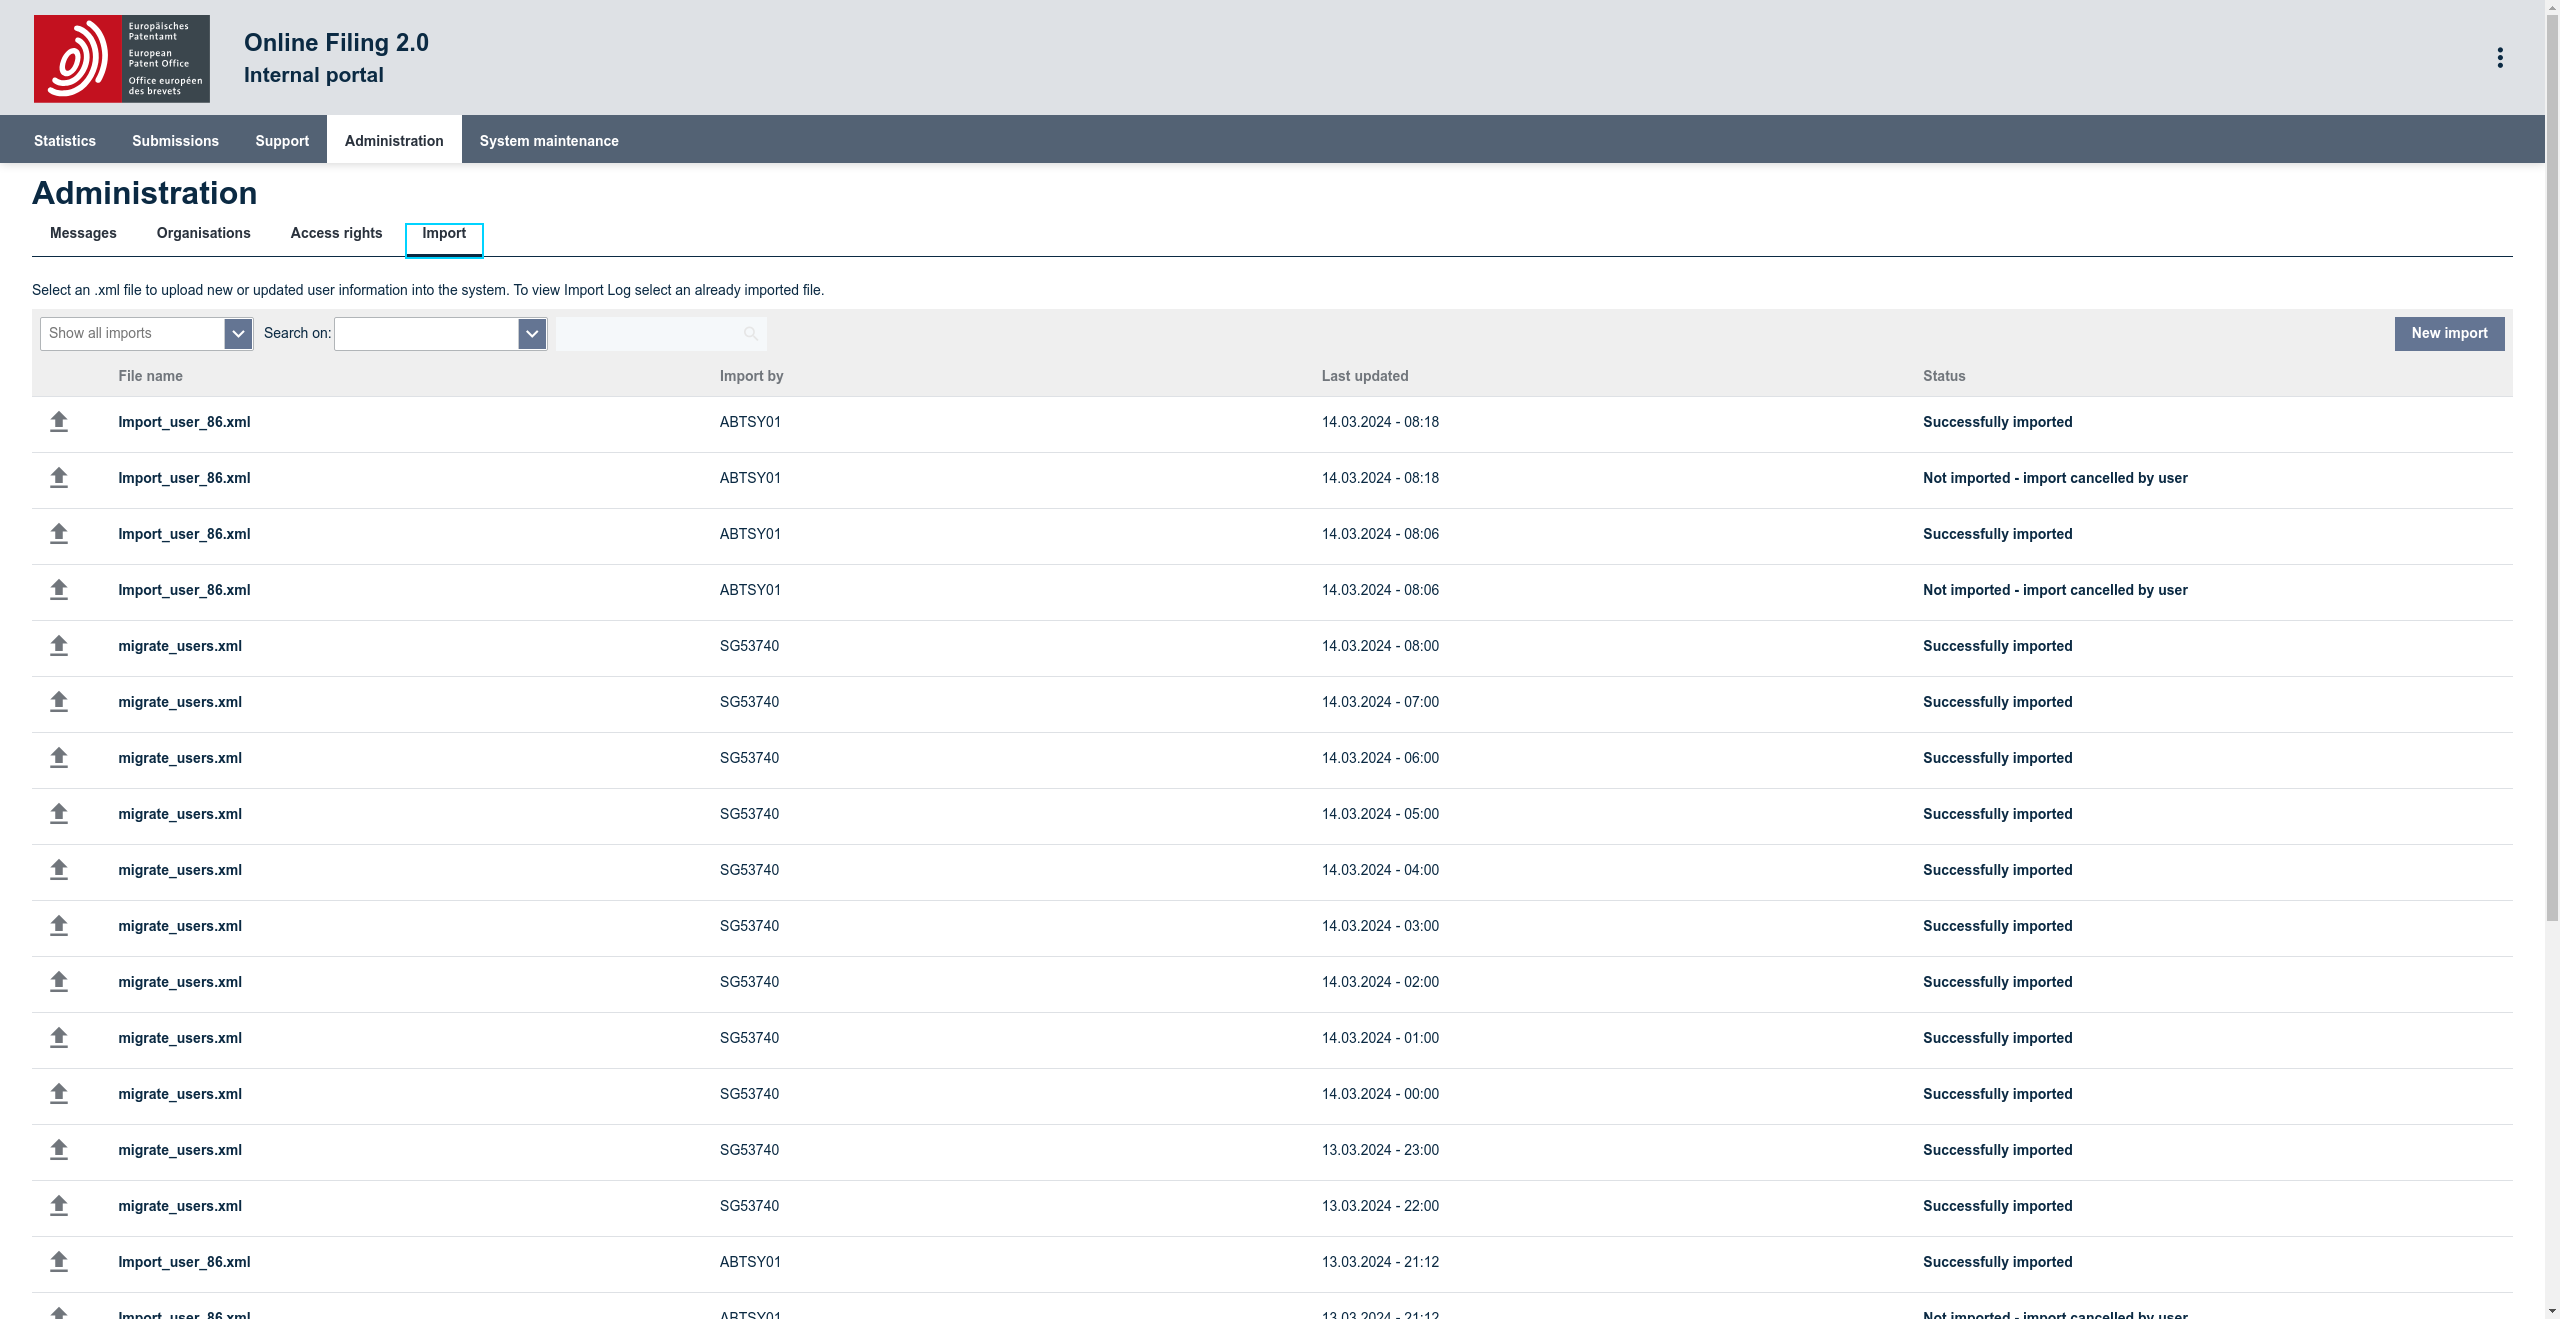 Europäisches
Patentamt
European
Patent Office
Office européen
des brevets
Online Filing 2.0
Internal portal
Statistics Submissions Support Administration System maintenance
Administration
Messages Organisations Access rights Import
Select an .xml file to upload new or updated user information into the system. To view Import Log select an already imported file.
Show all imports Search on: New import
File name Import by Last updated Status
Import_user_86.xml ABTSY01 14.03.2024 - 08:18 Successfully imported
Import_user_86.xml ABTSY01 14.03.2024 - 08:18 Not imported - import cancelled by user
Import_user_86.xml ABTSY01 14.03.2024 - 08:06 Successfully imported
Import_user_86.xml ABTSY01 14.03.2024 - 08:06 Not imported - import cancelled by user
migrate_users.xml SG53740 14.03.2024 - 08:00 Successfully imported
migrate_users.xml SG53740 14.03.2024 - 07:00 Successfully imported
migrate_users.xml SG53740 14.03.2024 - 06:00 Successfully imported
migrate_users.xml SG53740 14.03.2024 - 05:00 Successfully imported
migrate_users.xml SG53740 14.03.2024 - 04:00 Successfully imported
migrate_users.xml SG53740 14.03.2024 - 03:00 Successfully imported
migrate_users.xml SG53740 14.03.2024 - 02:00 Successfully imported
migrate_users.xml SG53740 14.03.2024 - 01:00 Successfully imported
migrate_users.xml SG53740 14.03.2024 - 00:00 Successfully imported
migrate_users.xml SG53740 13.03.2024 - 23:00 Successfully imported
migrate_users.xml SG53740 13.03.2024 - 22:00 Successfully imported
Import_user_86.xml ABTSY01 13.03.2024 - 21:12 Successfully imported
Import_user_86.xml ABTSY01 13.03.2024 - 21:12 Not imported - import cancelled by user